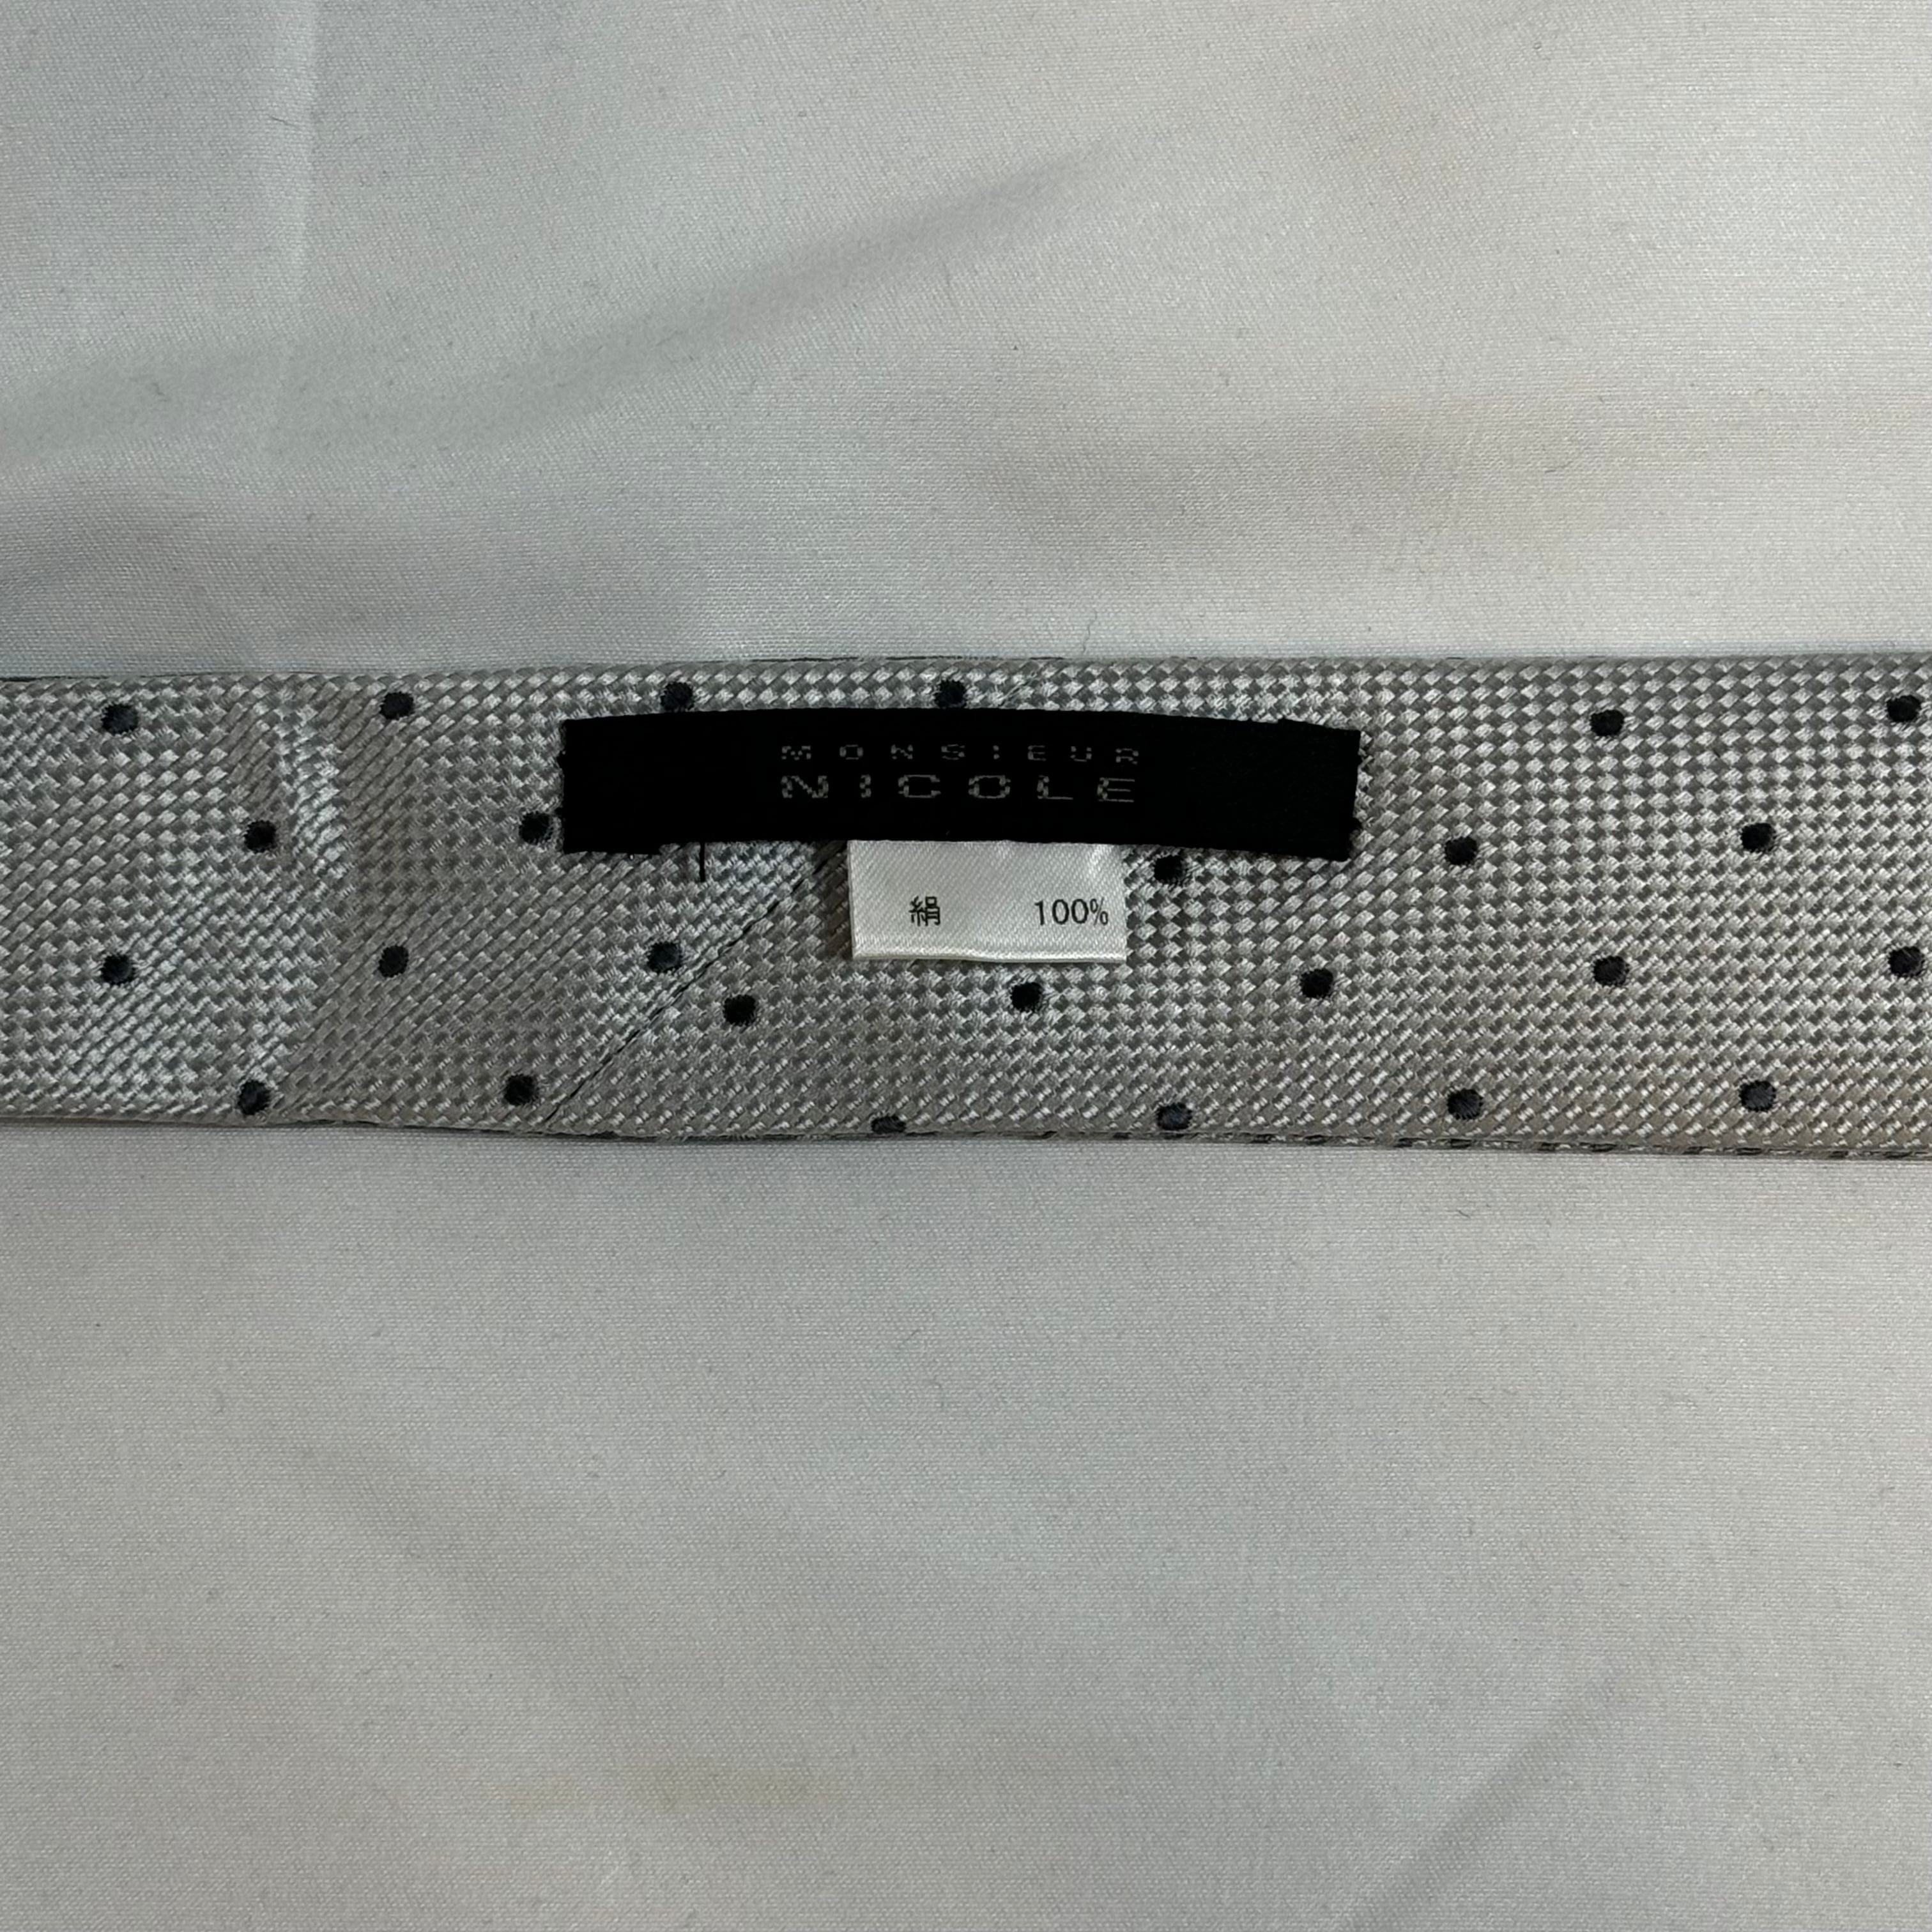 MONSIEUR
NICOLE
絹 100%